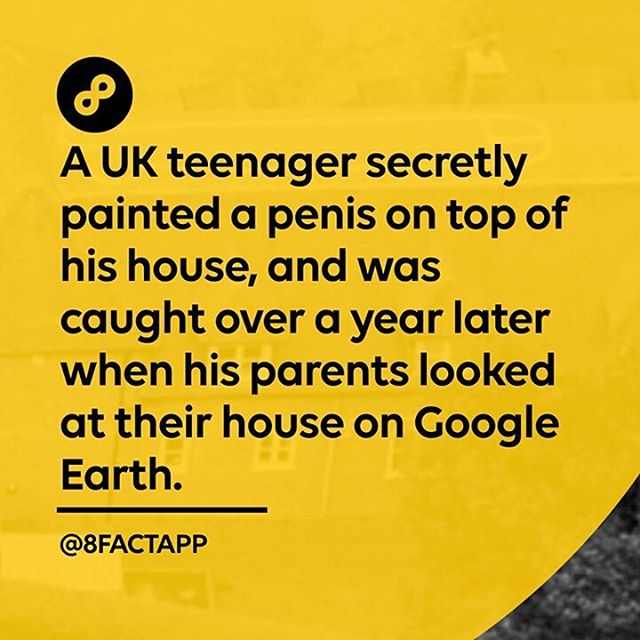 A UK teenager secretly
painted a penis on top of
his house, and was
caught over a year later
when his parents looked
at their house on Google
Earth.
@8FACTAPP